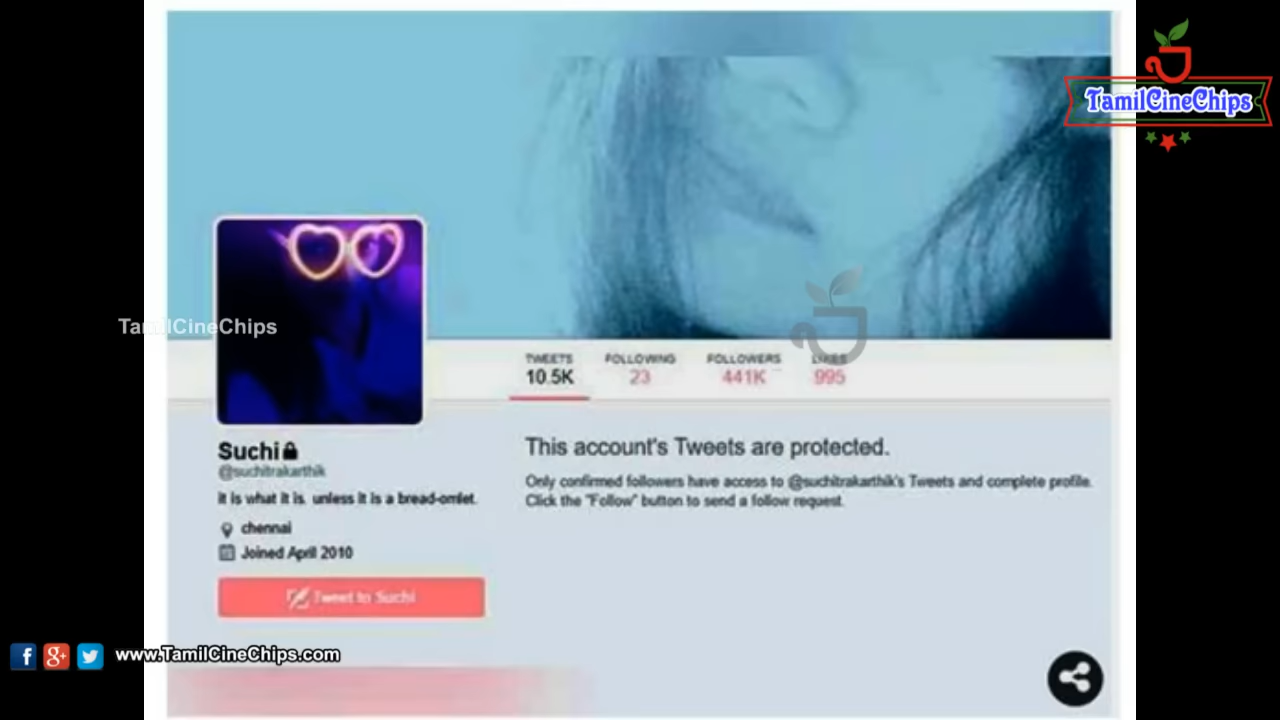 TamilCineChips
TamilCineChips
TWEETS FOLLOWING FOLLOWERS LIKES
10.5K 23 441K 995
Suchi
@suchitrakarthik
it is what it is. unless it is a bread-omlet.
chennai
Joined April 2010
Tweet to Suchi
This account's Tweets are protected.
Only confirmed followers have access to @suchitrakarthik's Tweets and complete profile.
Click the "Follow" button to send a follow request.
f g+ www.TamilCineChips.com